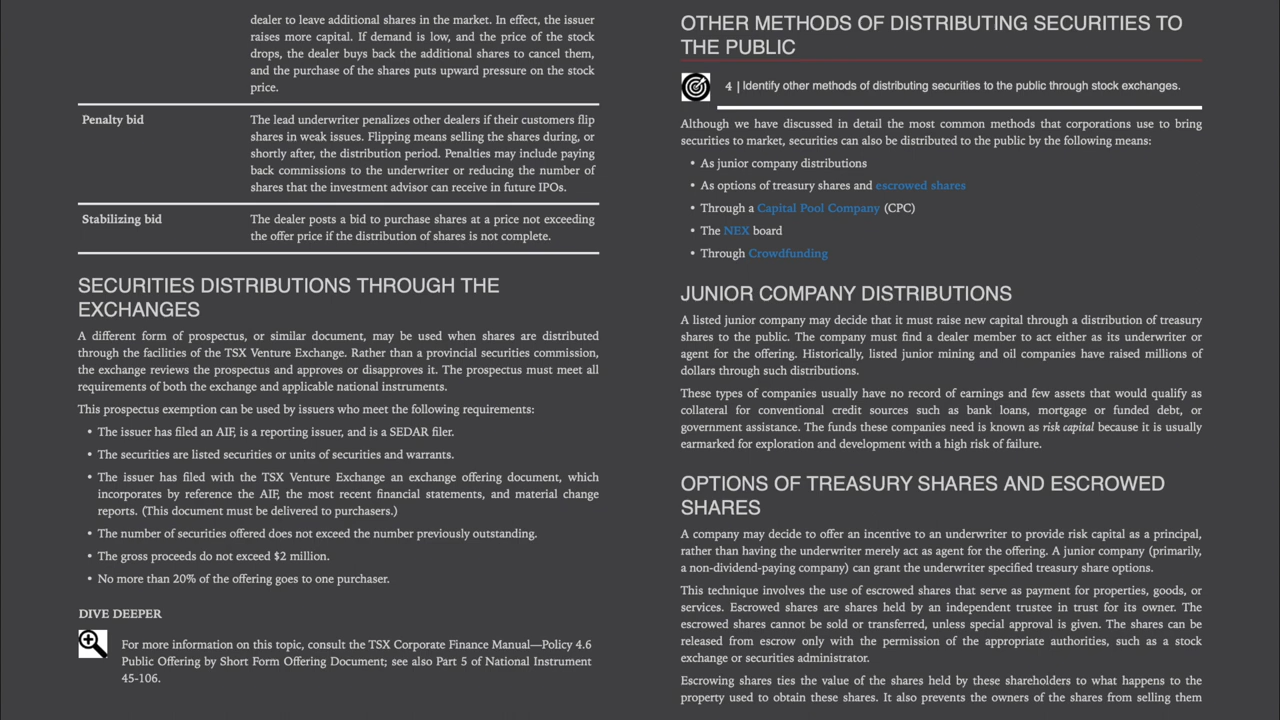 dealer to leave additional shares in the market. In effect, the issuer
raises more capital. If demand is low, and the price of the stock
drops, the dealer buys back the additional shares to cancel them,
and the purchase of the shares puts upward pressure on the stock
price.
Penalty bid
The lead underwriter penalizes other dealers if their customers flip
shares in weak issues. Flipping means selling the shares during, or
shortly after, the distribution period. Penalties may include paying
back commissions to the underwriter or reducing the number of
shares that the investment advisor can receive in future IPOs.
Stabilizing bid
The dealer posts a bid to purchase shares at a price not exceeding
the offer price if the distribution of shares is not complete.
SECURITIES DISTRIBUTIONS THROUGH THE
EXCHANGES
A different form of prospectus, or similar document, may be used when shares are distributed
through the facilities of the TSX Venture Exchange. Rather than a provincial securities commission,
the exchange reviews the prospectus and approves or disapproves it. The prospectus must meet all
requirements of both the exchange and applicable national instruments.
This prospectus exemption can be used by issuers who meet the following requirements:
• The issuer has filed an AIF, is a reporting issuer, and is a SEDAR filer.
• The securities are listed securities or units of securities and warrants.
• The issuer has filed with the TSX Venture Exchange an exchange offering document, which
incorporates by reference the AIF, the most recent financial statements, and material change
reports. (This document must be delivered to purchasers.)
• The number of securities offered does not exceed the number previously outstanding.
• The gross proceeds do not exceed $2 million.
• No more than 20% of the offering goes to one purchaser.
DIVE DEEPER
For more information on this topic, consult the TSX Corporate Finance Manual—Policy 4.6
Public Offering by Short Form Offering Document; see also Part 5 of National Instrument
45-106.
OTHER METHODS OF DISTRIBUTING SECURITIES TO
THE PUBLIC
4 | Identify other methods of distributing securities to the public through stock exchanges.
Although we have discussed in detail the most common methods that corporations use to bring
securities to market, securities can also be distributed to the public by the following means:
• As junior company distributions
• As options of treasury shares and escrowed shares
• Through a Capital Pool Company (CPC)
• The NEX board
• Through Crowdfunding
JUNIOR COMPANY DISTRIBUTIONS
A listed junior company may decide that it must raise new capital through a distribution of treasury
shares to the public. The company must find a dealer member to act either as its underwriter or
agent for the offering. Historically, listed junior mining and oil companies have raised millions of
dollars through such distributions.
These types of companies usually have no record of earnings and few assets that would qualify as
collateral for conventional credit sources such as bank loans, mortgage or funded debt, or
government assistance. The funds these companies need is known as risk capital because it is usually
earmarked for exploration and development with a high risk of failure.
OPTIONS OF TREASURY SHARES AND ESCROWED
SHARES
A company may decide to offer an incentive to an underwriter to provide risk capital as a principal,
rather than having the underwriter merely act as agent for the offering. A junior company (primarily,
a non-dividend-paying company) can grant the underwriter specified treasury share options.
This technique involves the use of escrowed shares that serve as payment for properties, goods, or
services. Escrowed shares are shares held by an independent trustee in trust for its owner. The
escrowed shares cannot be sold or transferred, unless special approval is given. The shares can be
released from escrow only with the permission of the appropriate authorities, such as a stock
exchange or securities administrator.
Escrowing shares ties the value of the shares held by these shareholders to what happens to the
property used to obtain these shares. It also prevents the owners of the shares from selling them